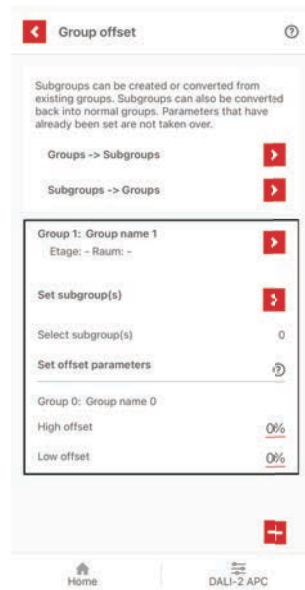 Group offset
Subgroups can be created or converted from
existing groups. Subgroups can also be converted
back into normal groups. Parameters that have
already been set are not taken over.
Groups -> Subgroups
Subgroups -> Groups
Group 1: Group name 1
Etage: - Raum: -
Set subgroup(s)
Select subgroup(s) 0
Set offset parameters
Group 0: Group name 0
High offset 0%
Low offset 0%
Home DALI-2 APC